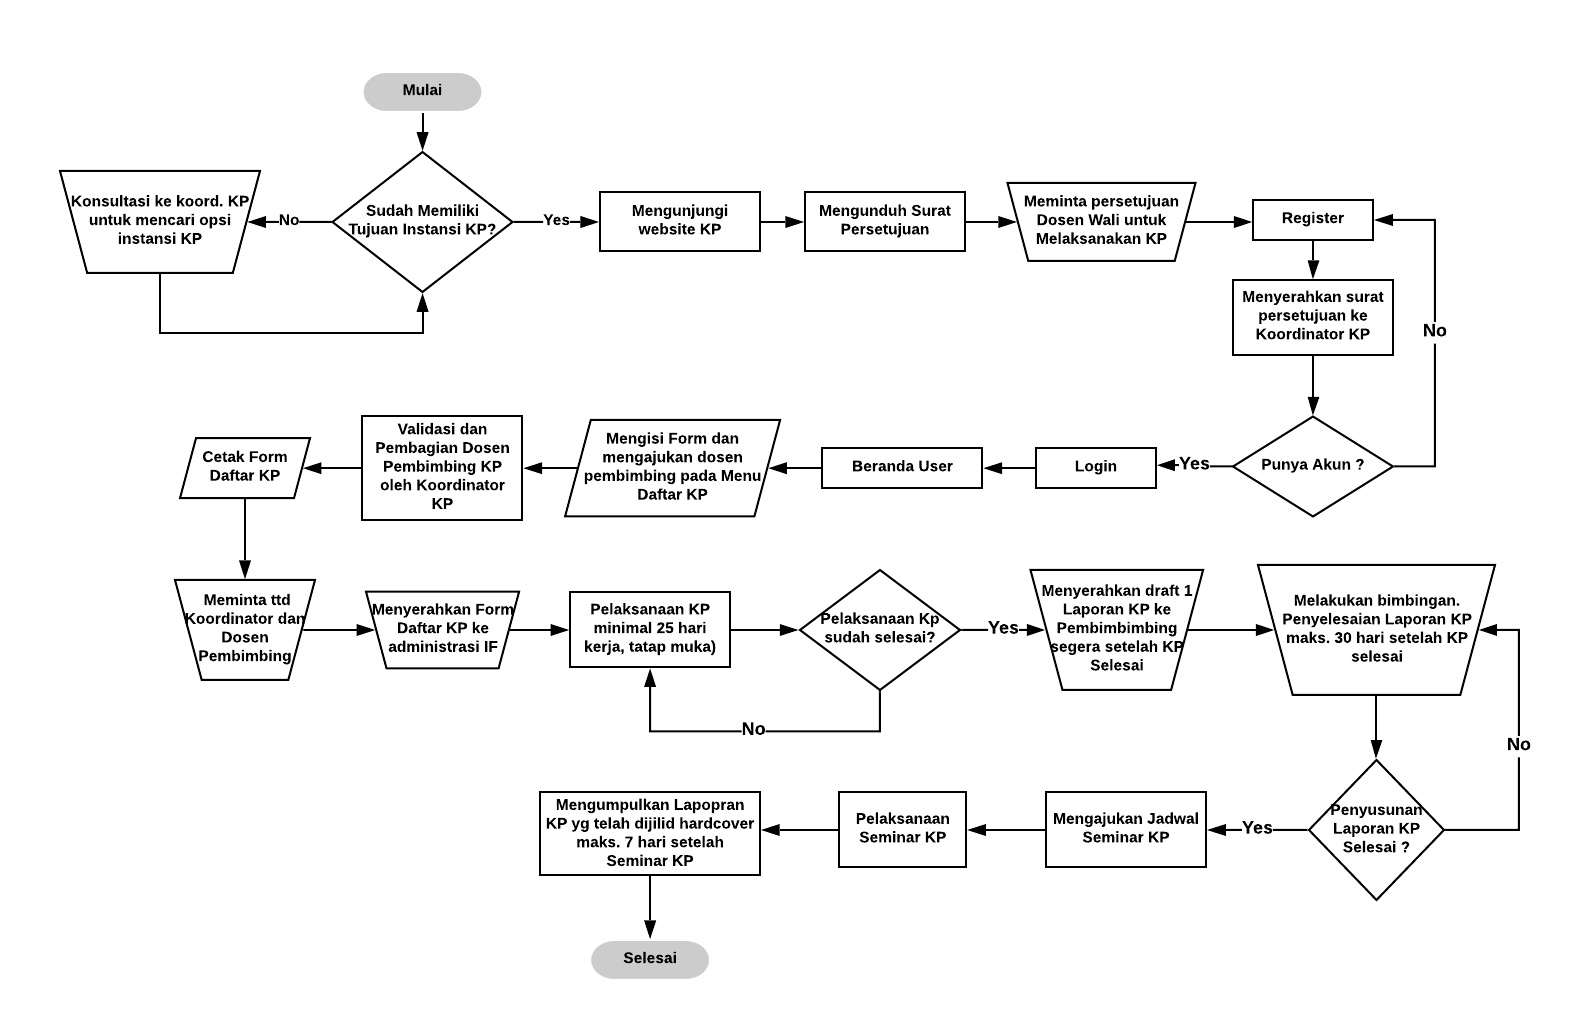 Mulai
Konsultasi ke koord. KP
untuk mencari opsi
instansi KP
No
Sudah Memiliki
Tujuan Instansi KP?
Yes
Mengunjungi
website KP
Mengunduh Surat
Persetujuan
Meminta persetujuan
Dosen Wali untuk
Melaksanakan KP
Register
Menyerahkan surat
persetujuan ke
Koordinator KP
No
Punya Akun ?
Yes
Login
Beranda User
Mengisi Form dan
mengajukan dosen
pembimbing pada Menu
Daftar KP
Validasi dan
Pembagian Dosen
Pembimbing KP
oleh Koordinator
KP
Cetak Form
Daftar KP
Meminta ttd
Koordinator dan
Dosen
Pembimbing
Menyerahkan Form
Daftar KP ke
administrasi IF
Pelaksanaan KP
minimal 25 hari
kerja, tatap muka)
Pelaksanaan Kp
sudah selesai?
No
Yes
Menyerahkan draft 1
Laporan KP ke
Pembimbimbing
segera setelah KP
Selesai
Melakukan bimbingan.
Penyelesaian Laporan KP
maks. 30 hari setelah KP
selesai
No
Penyusunan
Laporan KP
Selesai ?
Yes
Mengajukan Jadwal
Seminar KP
Pelaksanaan
Seminar KP
Mengumpulkan Lapopran
KP yg telah dijilid hardcover
maks. 7 hari setelah
Seminar KP
Selesai